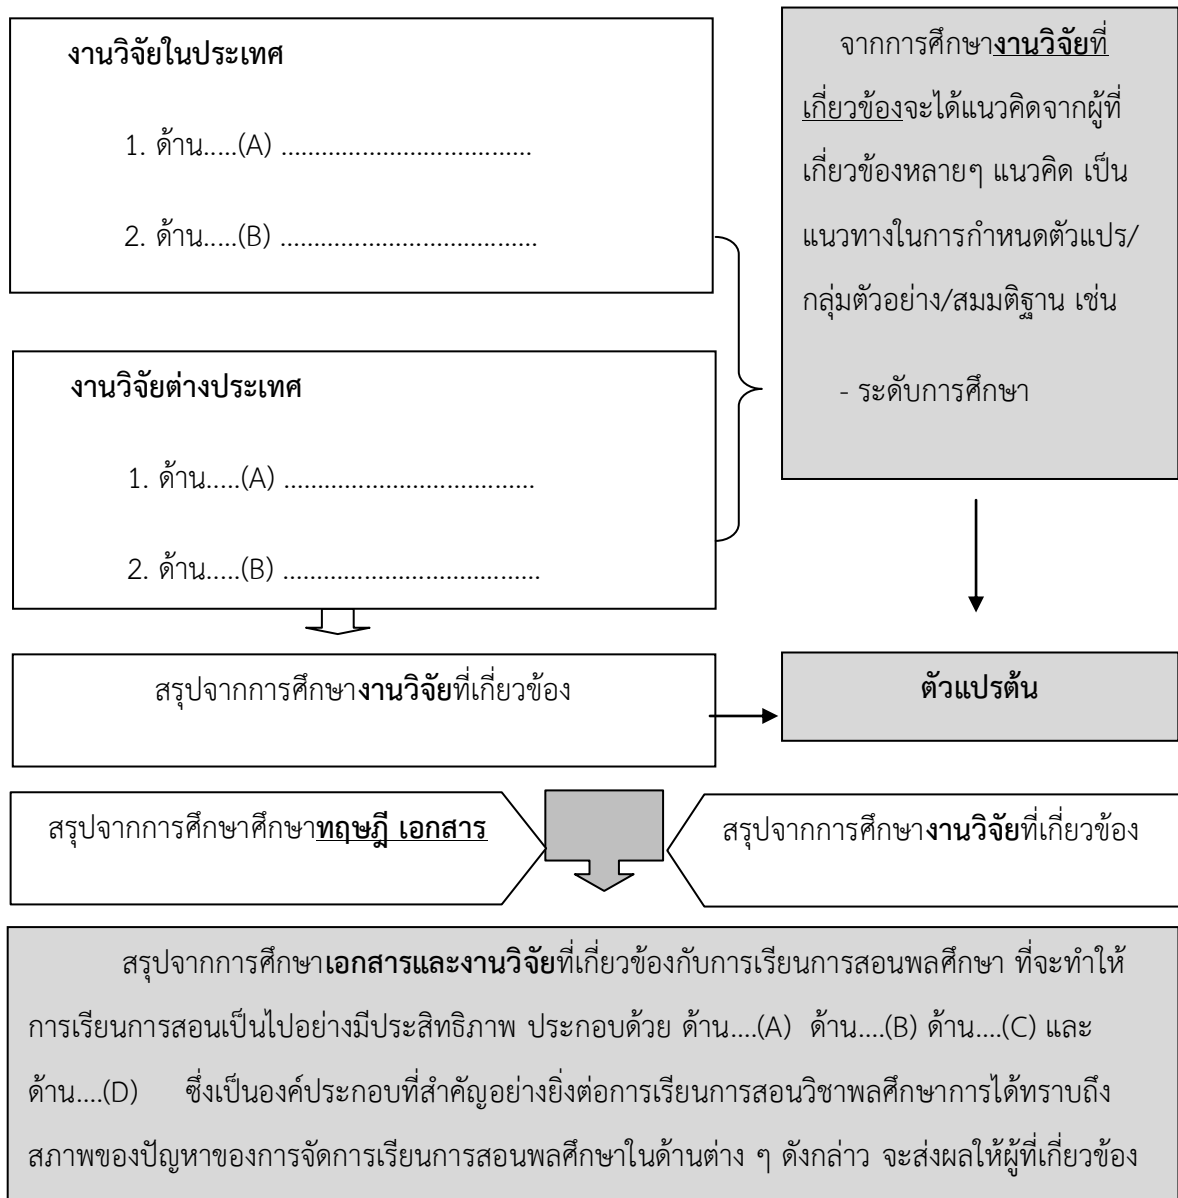 งานวิจัยในประเทศ
1. ด้าน.....(A) ......................................
2. ด้าน.....(B) .......................................
จากการศึกษางานวิจัยที่
เกี่ยวข้องจะได้แนวคิดจากผู้ที่
เกี่ยวข้องหลายๆ แนวคิด เป็น
แนวทางในการกำหนดตัวแปร/
กลุ่มตัวอย่าง/สมมติฐาน เช่น
- ระดับการศึกษา
งานวิจัยต่างประเทศ
1. ด้าน.....(A) ......................................
2. ด้าน.....(B) .......................................
สรุปจากการศึกษางานวิจัยที่เกี่ยวข้อง
ตัวแปรต้น
สรุปจากการศึกษาศึกษาทฤษฎี เอกสาร
สรุปจากการศึกษางานวิจัยที่เกี่ยวข้อง
สรุปจากการศึกษาเอกสารและงานวิจัยที่เกี่ยวข้องกับการเรียนการสอนพลศึกษา ที่จะทำให้
การเรียนการสอนเป็นไปอย่างมีประสิทธิภาพ ประกอบด้วย ด้าน....(A) ด้าน....(B) ด้าน....(C) และ
ด้าน....(D) ซึ่งเป็นองค์ประกอบที่สำคัญอย่างยิ่งต่อการเรียนการสอนวิชาพลศึกษาการได้ทราบถึง
สภาพของปัญหาของการจัดการเรียนการสอนพลศึกษาในด้านต่าง ๆ ดังกล่าว จะส่งผลให้ผู้ที่เกี่ยวข้อง